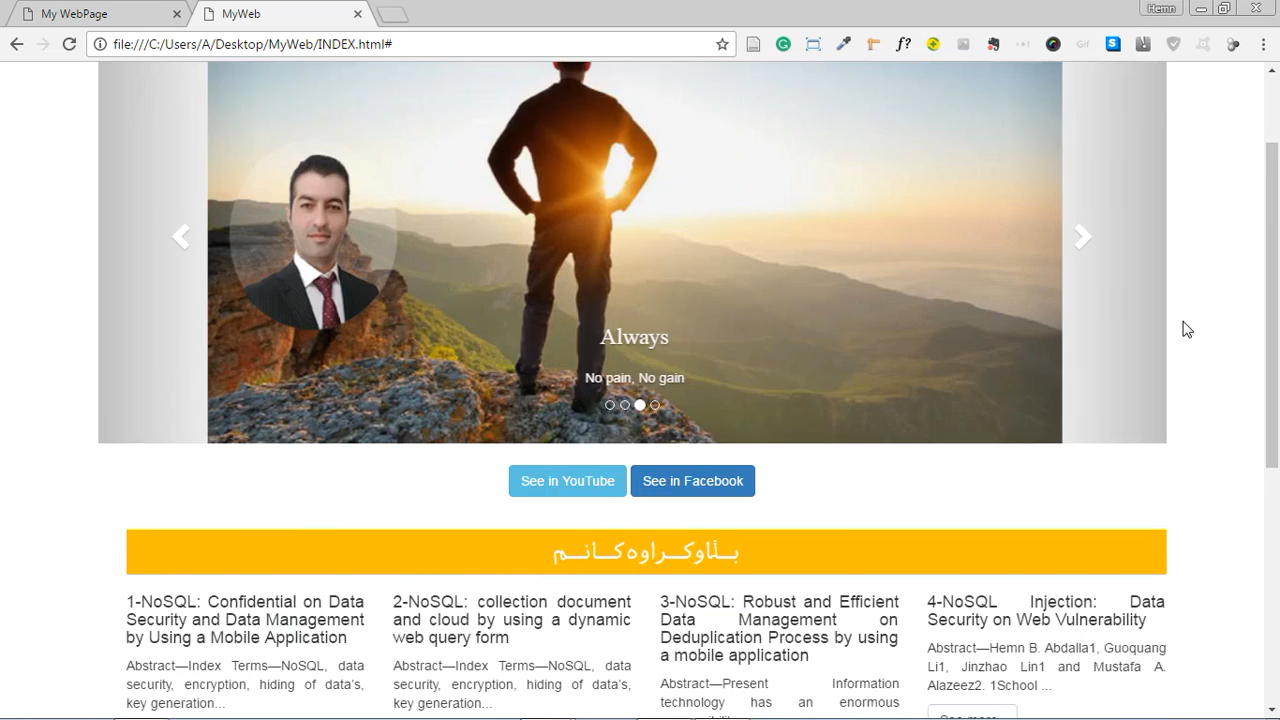 My WebPage
MyWeb
Hemn
file:///C:/Users/A/Desktop/MyWeb/INDEX.html#
f?
Gif
Always
No pain, No gain
See in YouTube
See in Facebook
بـڵاوکـراوەکـانـم
1-NoSQL: Confidential on Data
Security and Data Management
by Using a Mobile Application
Abstract—Index Terms—NoSQL, data
security, encryption, hiding of data's,
key generation...
2-NoSQL: collection document
and cloud by using a dynamic
web query form
Abstract—Index Terms—NoSQL, data
security, encryption, hiding of data's,
key generation...
3-NoSQL: Robust and Efficient
Data Management on
Deduplication Process by using
a mobile application
Abstract—Present Information
technology has an enormous
4-NoSQL Injection: Data
Security on Web Vulnerability
Abstract—Hemn B. Abdalla1, Guoquang
Li1, Jinzhao Lin1 and Mustafa A.
Alazeez2. 1School ...